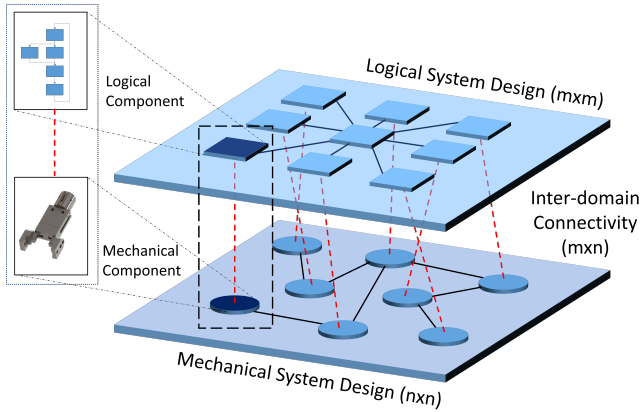 Logical System Design (mxm)
Logical
Component
Inter-domain
Connectivity
(mxn)
Mechanical
Component
Mechanical System Design (nxn)